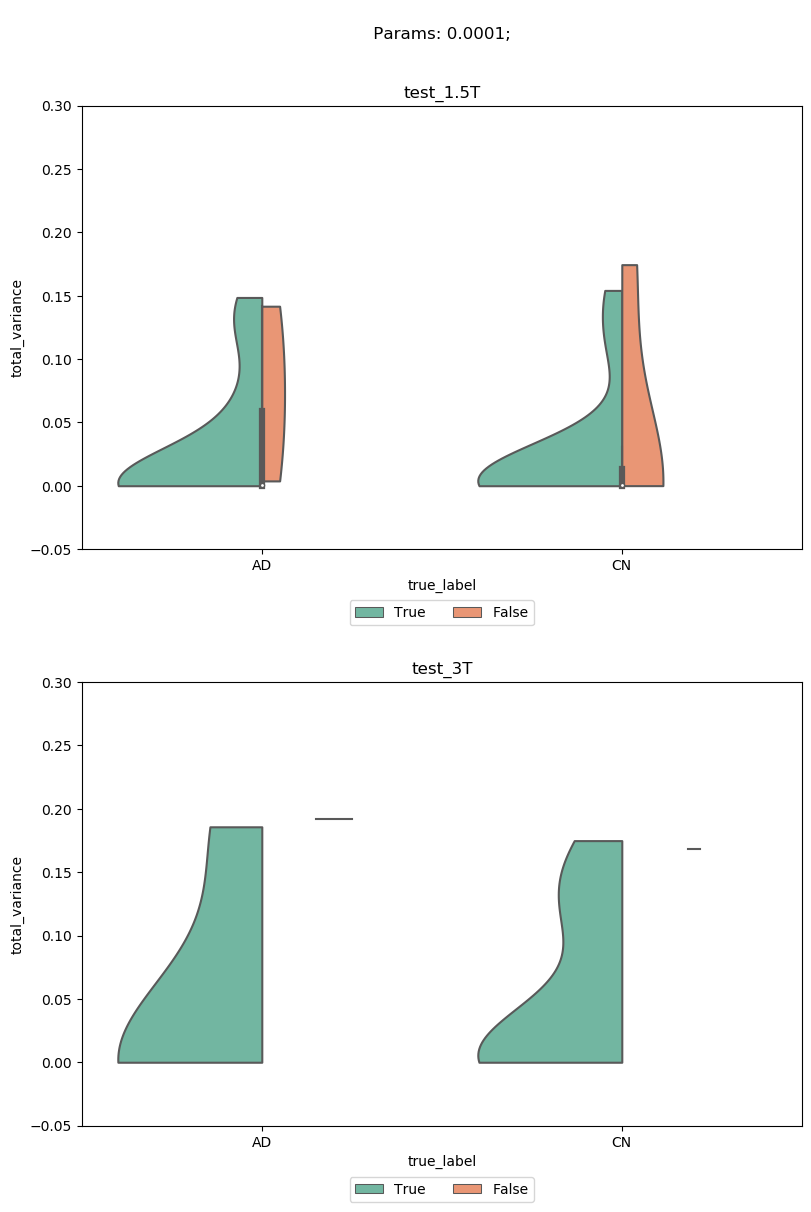 Params: 0.0001;
test_1.5T
0.30
0.25
0.20
0.15
0.10
0.05
0.00
−0.05
total_variance
AD CN
true_label
True False
test_3T
0.30
0.25
0.20
0.15
0.10
0.05
0.00
−0.05
total_variance
AD CN
true_label
True False